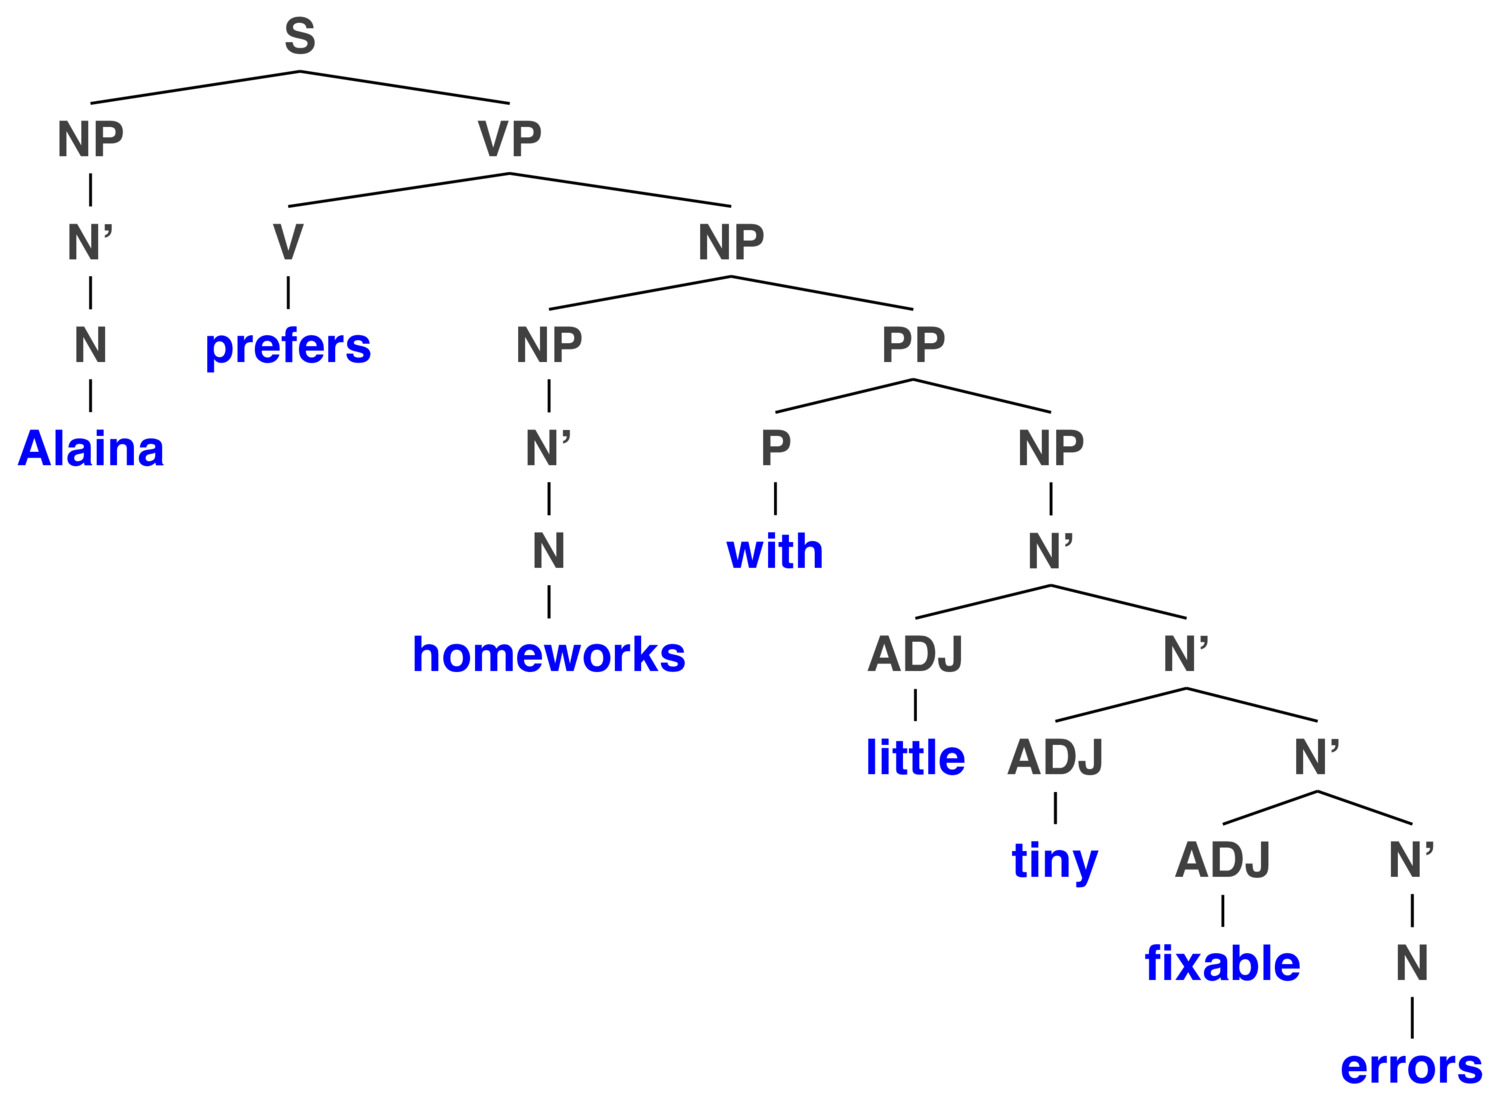 S
NP VP
N’ V NP
N prefers NP PP
Alaina N’ P NP
N with N’
homeworks ADJ N’
little ADJ N’
tiny ADJ N’
fixable N
errors